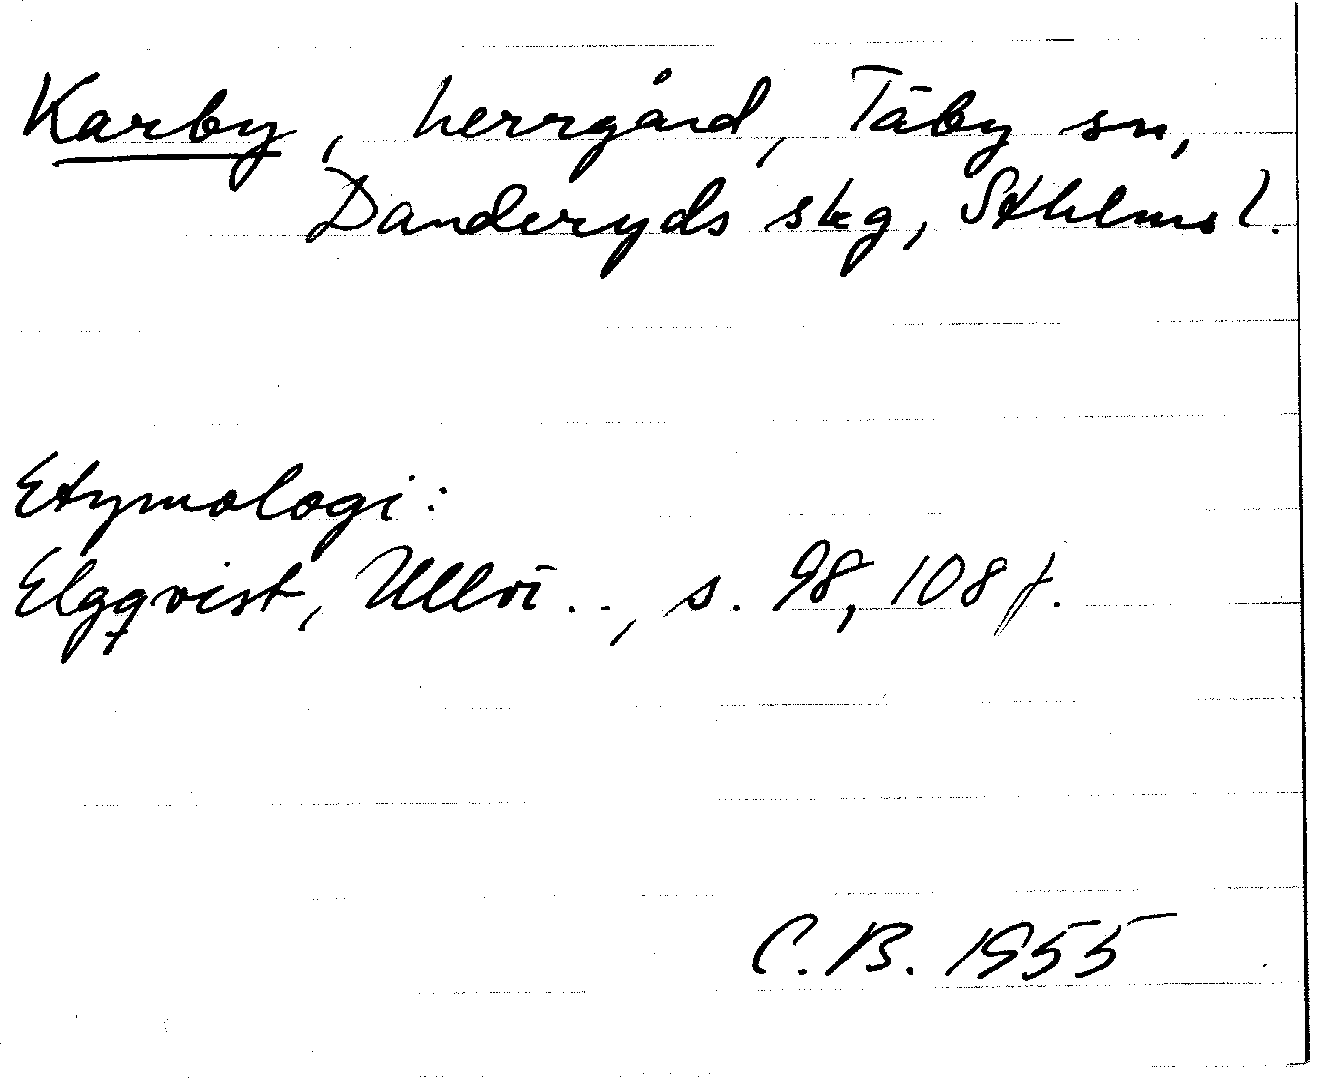 Karby, herrgård, Täby sn,
Danderyds skg, Sthlms l.
Etymologi:
Elgqvist, Ullvi.., s. 98, 108 f.
C.B. 1955